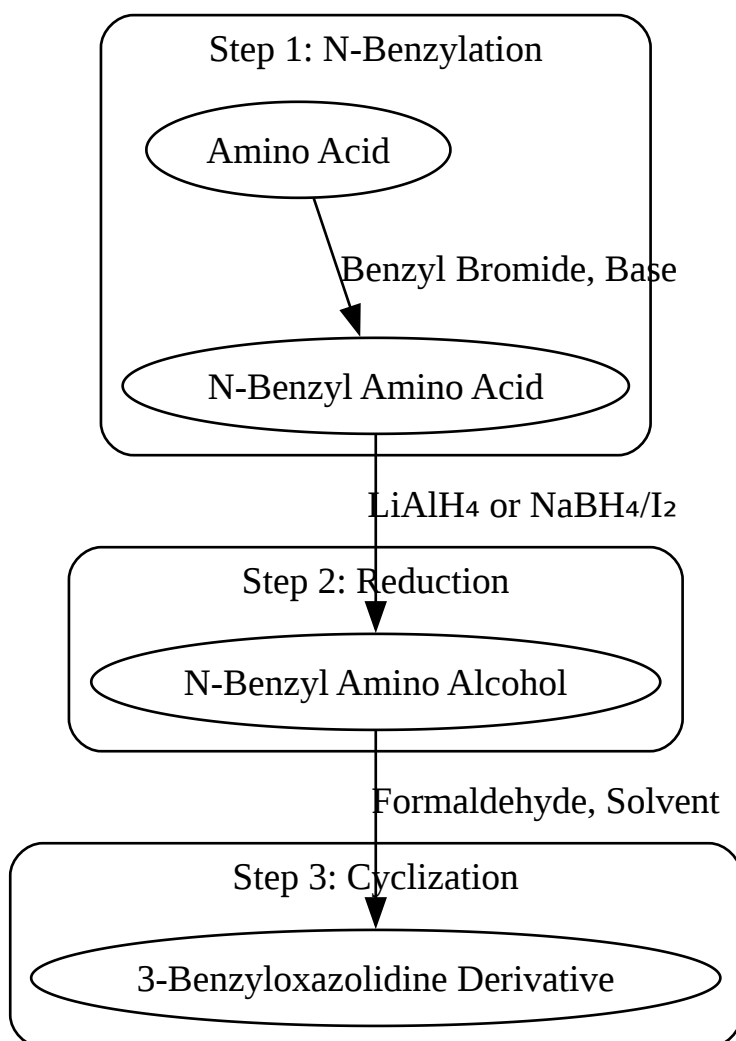 Step 1: N-Benzylation
Amino Acid
Benzyl Bromide, Base
N-Benzyl Amino Acid
LiAlH₄ or NaBH₄/I₂
Step 2: Reduction
N-Benzyl Amino Alcohol
Formaldehyde, Solvent
Step 3: Cyclization
3-Benzyloxazolidine Derivative